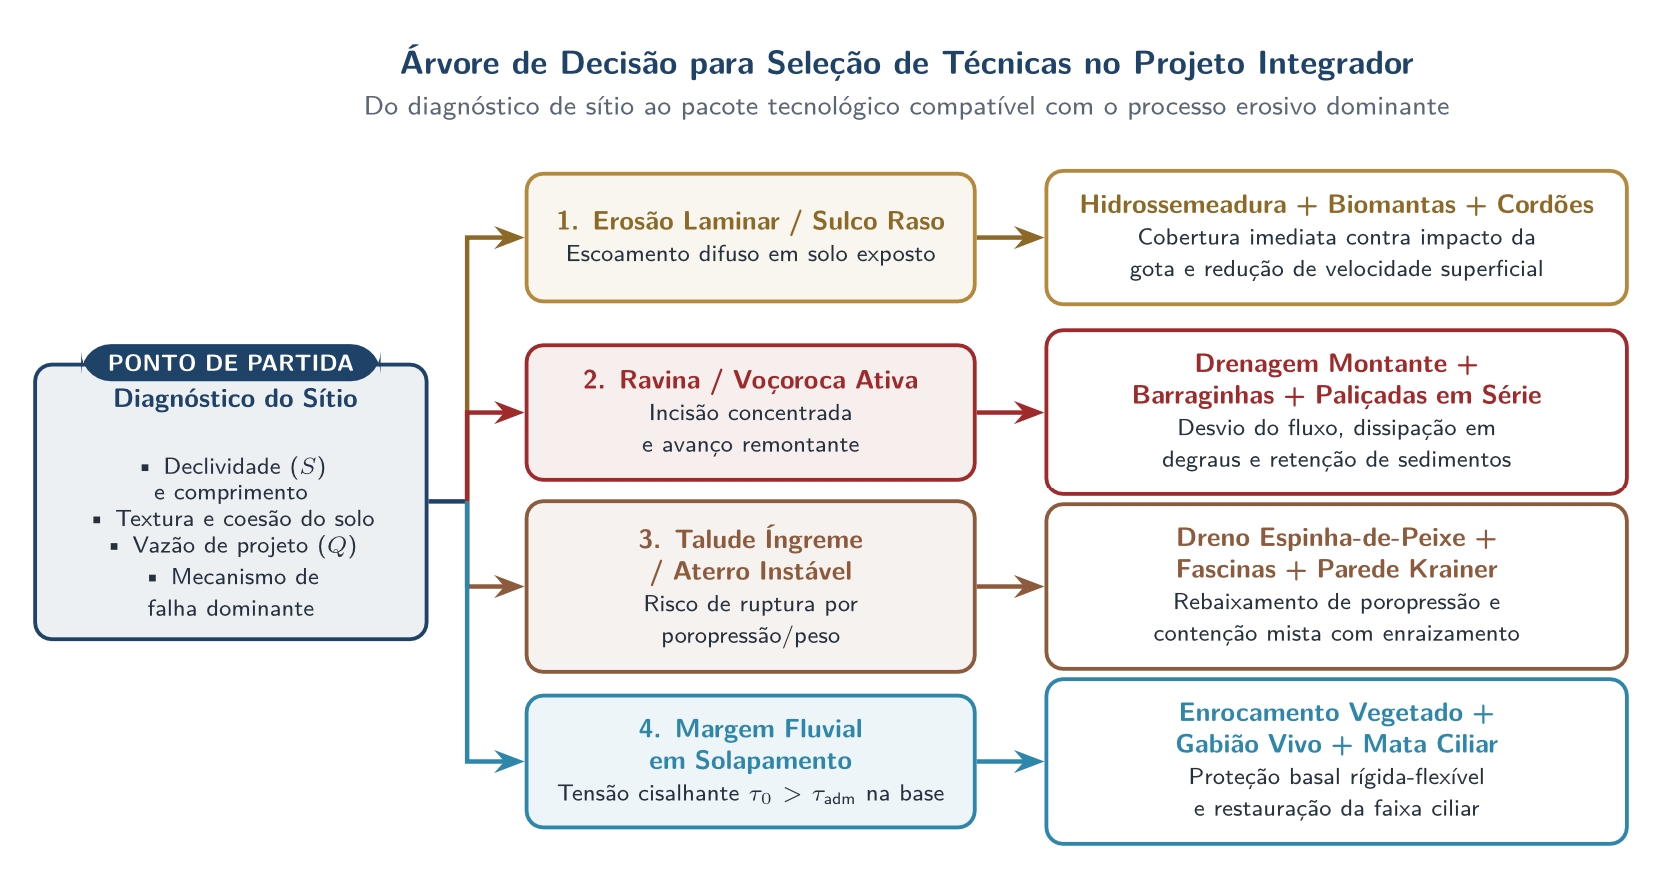 Árvore de Decisão para Seleção de Técnicas no Projeto Integrador
Do diagnóstico de sítio ao pacote tecnológico compatível com o processo erosivo dominante
PONTO DE PARTIDA
Diagnóstico do Sítio
▪ Declividade (S)
e comprimento
▪ Textura e coesão do solo
▪ Vazão de projeto (Q)
▪ Mecanismo de
falha dominante
1. Erosão Laminar / Sulco Raso
Escoamento difuso em solo exposto
Hidrossemeadura + Biomantas + Cordões
Cobertura imediata contra impacto da
gota e redução de velocidade superficial
2. Ravina / Voçoroca Ativa
Incisão concentrada
e avanço remontante
Drenagem Montante +
Barraginhas + Paliçadas em Série
Desvio do fluxo, dissipação em
degraus e retenção de sedimentos
3. Talude Íngreme
/ Aterro Instável
Risco de ruptura por
poropressão/peso
Dreno Espinha-de-Peixe +
Fascinas + Parede Krainer
Rebaixamento de poropressão e
contenção mista com enraizamento
4. Margem Fluvial
em Solapamento
Tensão cisalhante τ₀ > τ_adm na base
Enrocamento Vegetado +
Gabião Vivo + Mata Ciliar
Proteção basal rígida-flexível
e restauração da faixa ciliar